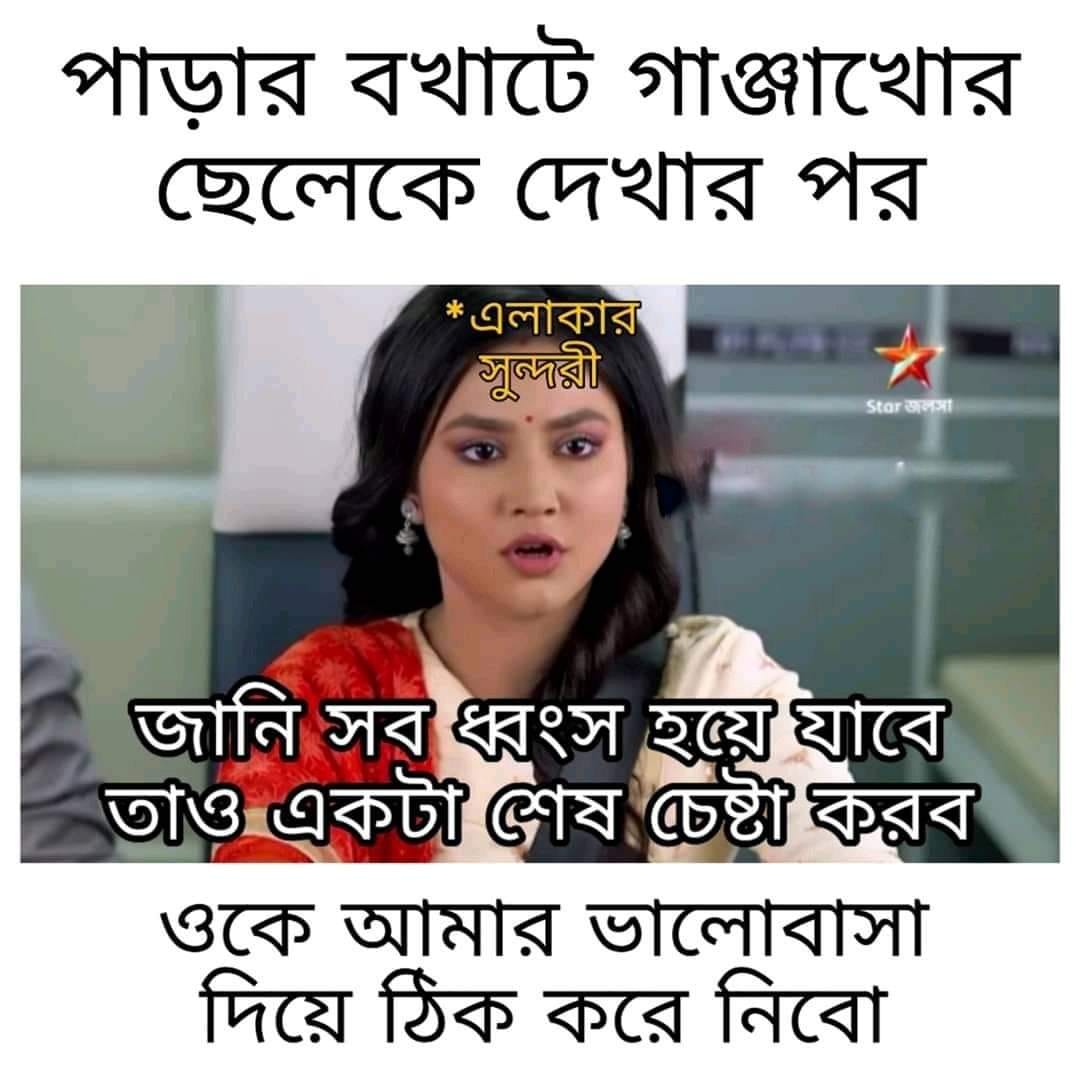 পাড়ার বখাটে গাঞ্জাখোর
ছেলেকে দেখার পর
*এলাকার
সুন্দরী
Star জলসা
জানি সব ধ্বংস হয়ে যাবে
তাও একটা শেষ চেষ্টা করব
ওকে আমার ভালোবাসা
দিয়ে ঠিক করে নিবো